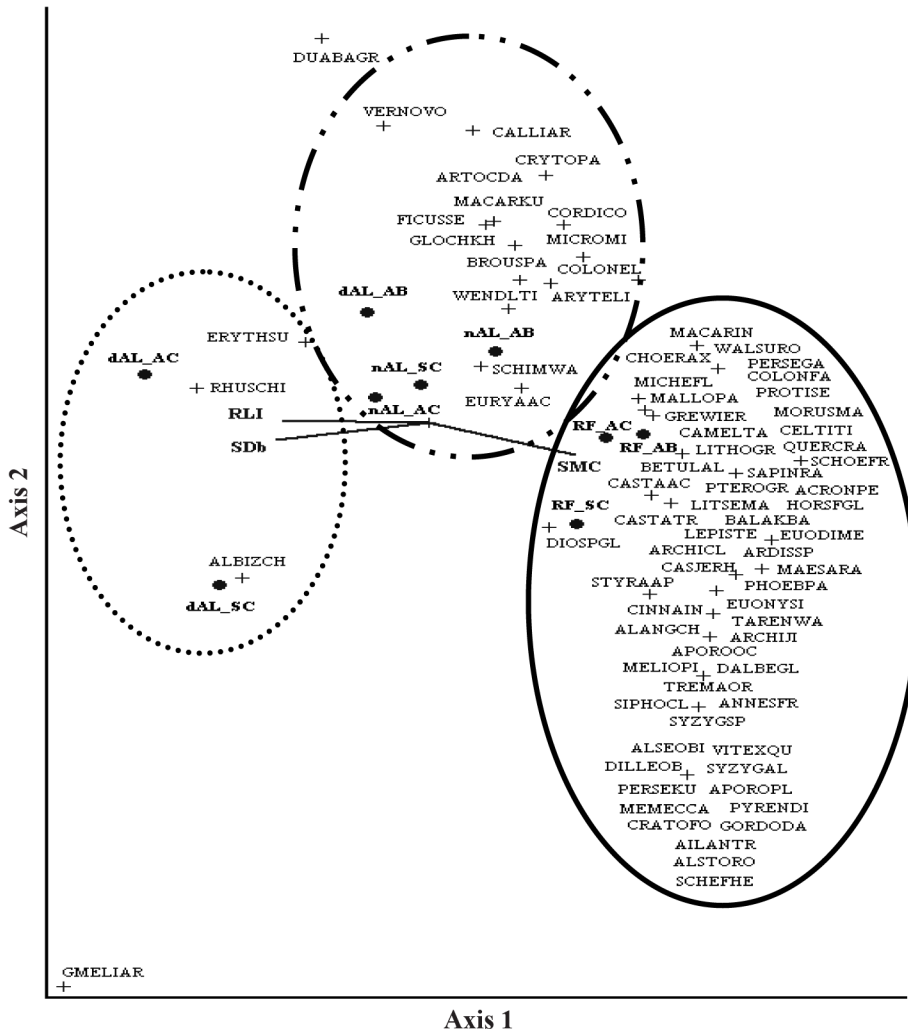 DUABAGR
VERNOVO
CALLIAR
CRYTOPA
ARTOCDA
MACARKU
FICUSSE
CORDICO
GLOCHKH
MICROMI
BROUSPA
COLONEL
WENDLTI
ARYTELI
dAL_AB
nAL_AB
ERYTHSU
dAL_AC
RHUSCHI
nAL_SC
SCHIMWA
nAL_AC
EURYAAC
RLI
SDb
SMC
MACARIN
WALSURO
CHOERAX
PERSEGA
COLONFA
MICHEFL
PROTISE
MALLOPA
MORUSMA
GREWIER
RF_AC
CAMELTA
CELTITI
RF_AB
LITHOGR
QUERCRA
SCHOEFR
BETULAL
SAPINRA
CASTAAC
PTEROGR
ACRONPE
RF_SC
LITSEMA
HORSFGL
CASTATR
BALAKBA
DIOSPGL
LEPISTE
EUODIME
ARCHICL
ARDISSP
CASJERH
MAESARA
STYRAAP
PHOEBPA
CINNAIN
EUONYSI
TARENWA
ALANGCH
ARCHIJI
APOROOC
MELIOPI
DALBEGL
TREMAOR
SIPHOCL
ANNESFR
SYZYGSP
ALBIZCH
dAL_SC
ALSEOBI
VITEXQU
DILLEOB
SYZYGAL
PERSEKU
APOROPL
MEMECCA
PYRENDI
CRATOFO
GORDODA
AILANTR
ALSTORO
SCHEFHE
GMELIAR
Axis 2
Axis 1